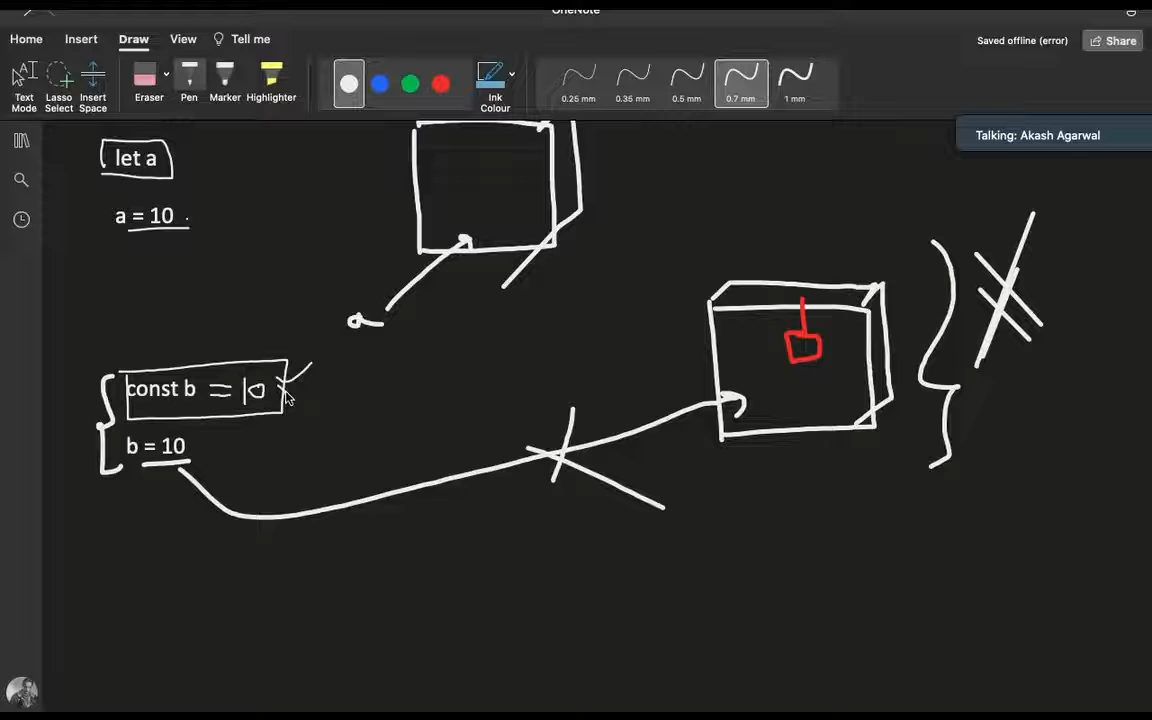 OneNote
Home Insert Draw View Tell me
Saved offline (error) Share
Text Mode
Lasso Select
Insert Space
Eraser
Pen
Marker
Highlighter
Ink Colour
0.25 mm 0.35 mm 0.5 mm 0.7 mm 1 mm
Talking: Akash Agarwal
let a
a = 10
a
const b = 10
b = 10